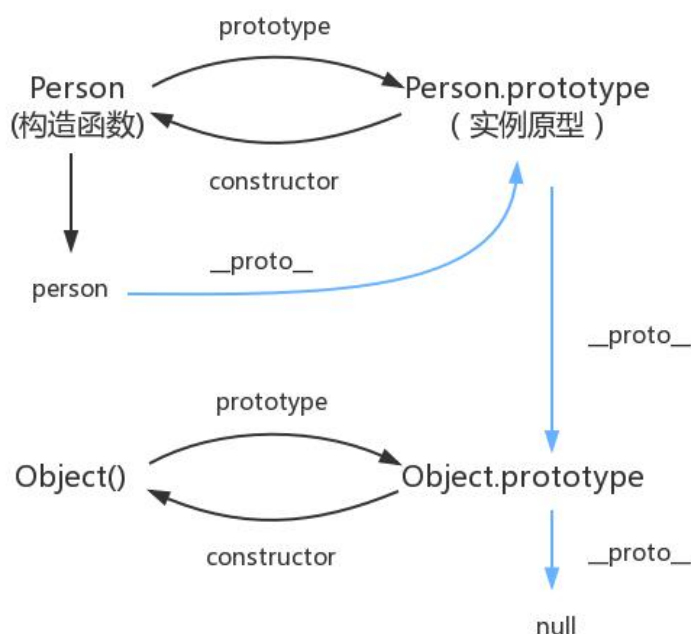 prototype
Person
(构造函数)
Person.prototype
（实例原型）
constructor
__proto__
person
__proto__
prototype
Object()
Object.prototype
constructor
__proto__
null